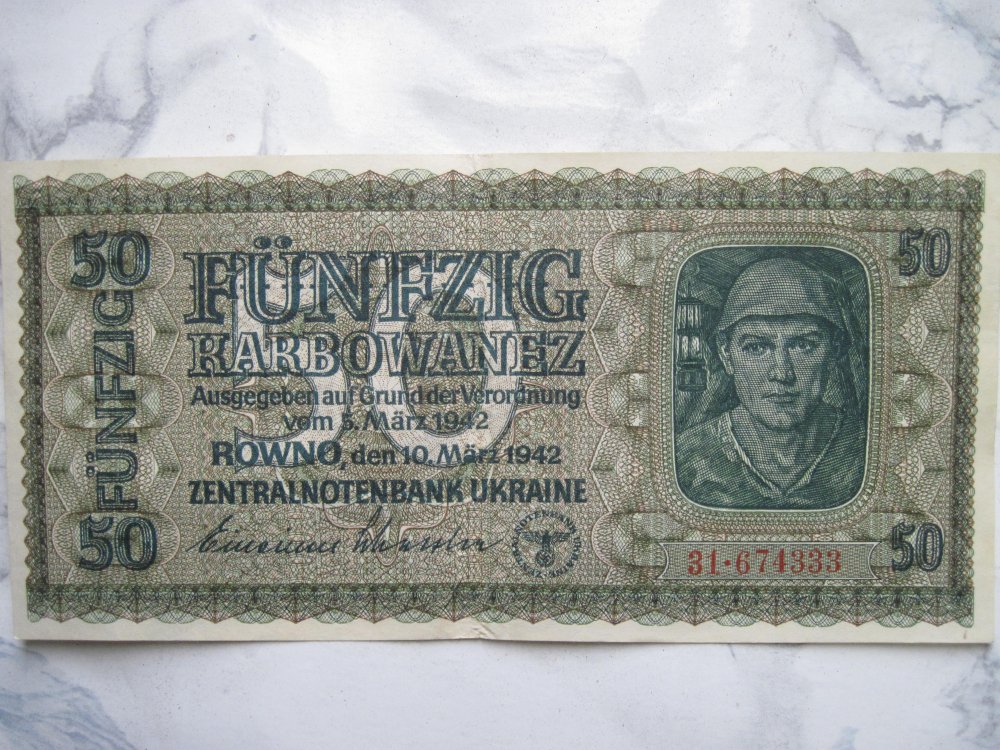 50
FÜNFZIG
50
FÜNFZIG
50
KARBOWANEZ
Ausgegeben auf Grund der Verordnung
vom 5. März 1942
ROWNO, den 10. März 1942
ZENTRALNOTENBANK UKRAINE
50
31·674333
50